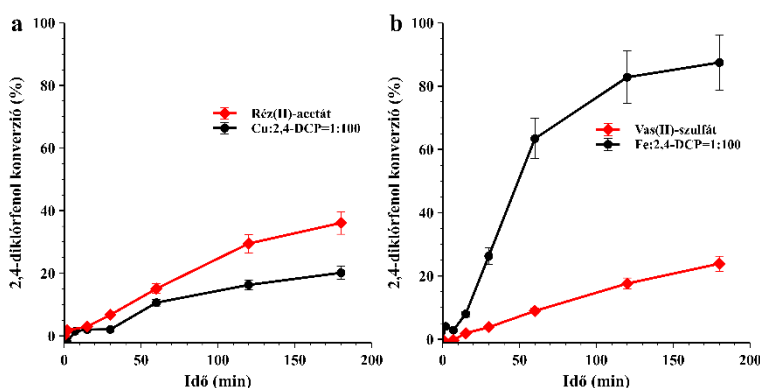 a
100
80
60
40
20
0
2,4-diklórfenol konverzió (%)
Réz(II)-acetát
Cu:2,4-DCP=1:100
0
50
100
150
200
Idő (min)
b
100
80
60
40
20
0
2,4-diklórfenol konverzió (%)
Vas(II)-szulfát
Fe:2,4-DCP=1:100
0
50
100
150
200
Idő (min)